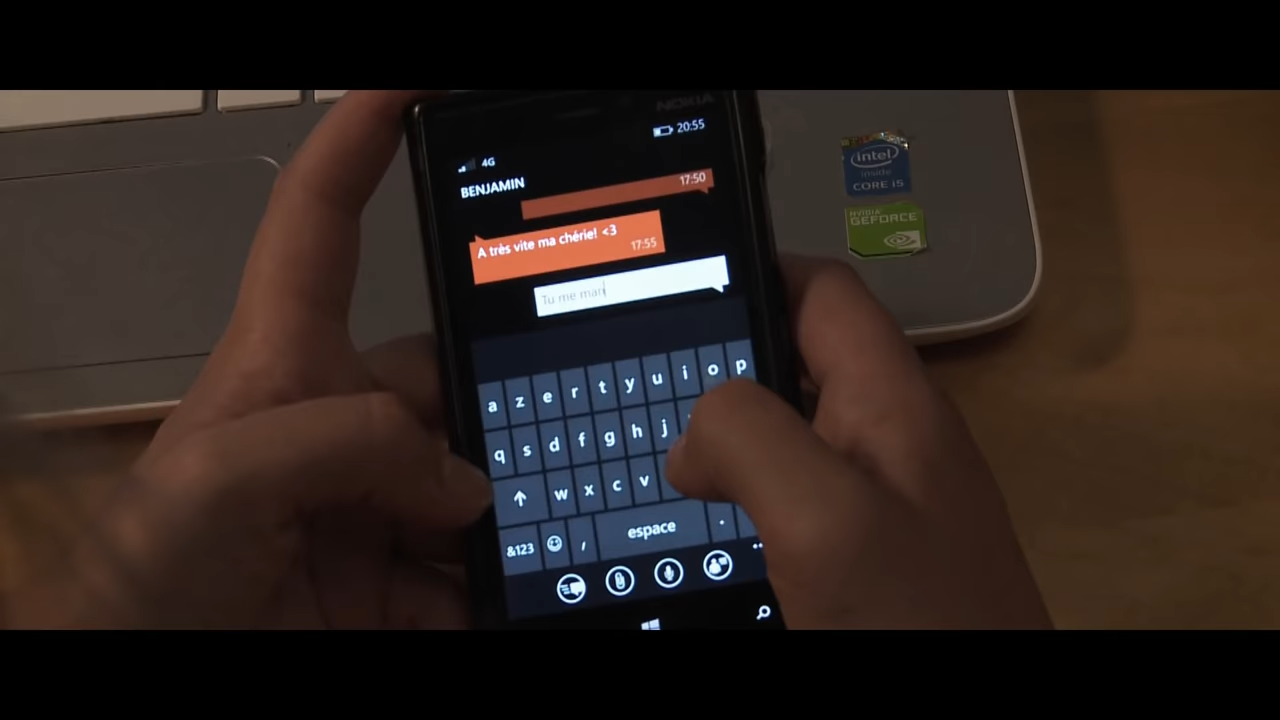 NOKIA
20:55
4G
BENJAMIN
17:50
A très vite ma chérie! <3
17:55
Tu me man
a z e r t y u i o p
q s d f g h j
w x c v
&123 , espace .
intel
inside
CORE i5
NVIDIA
GEFORCE